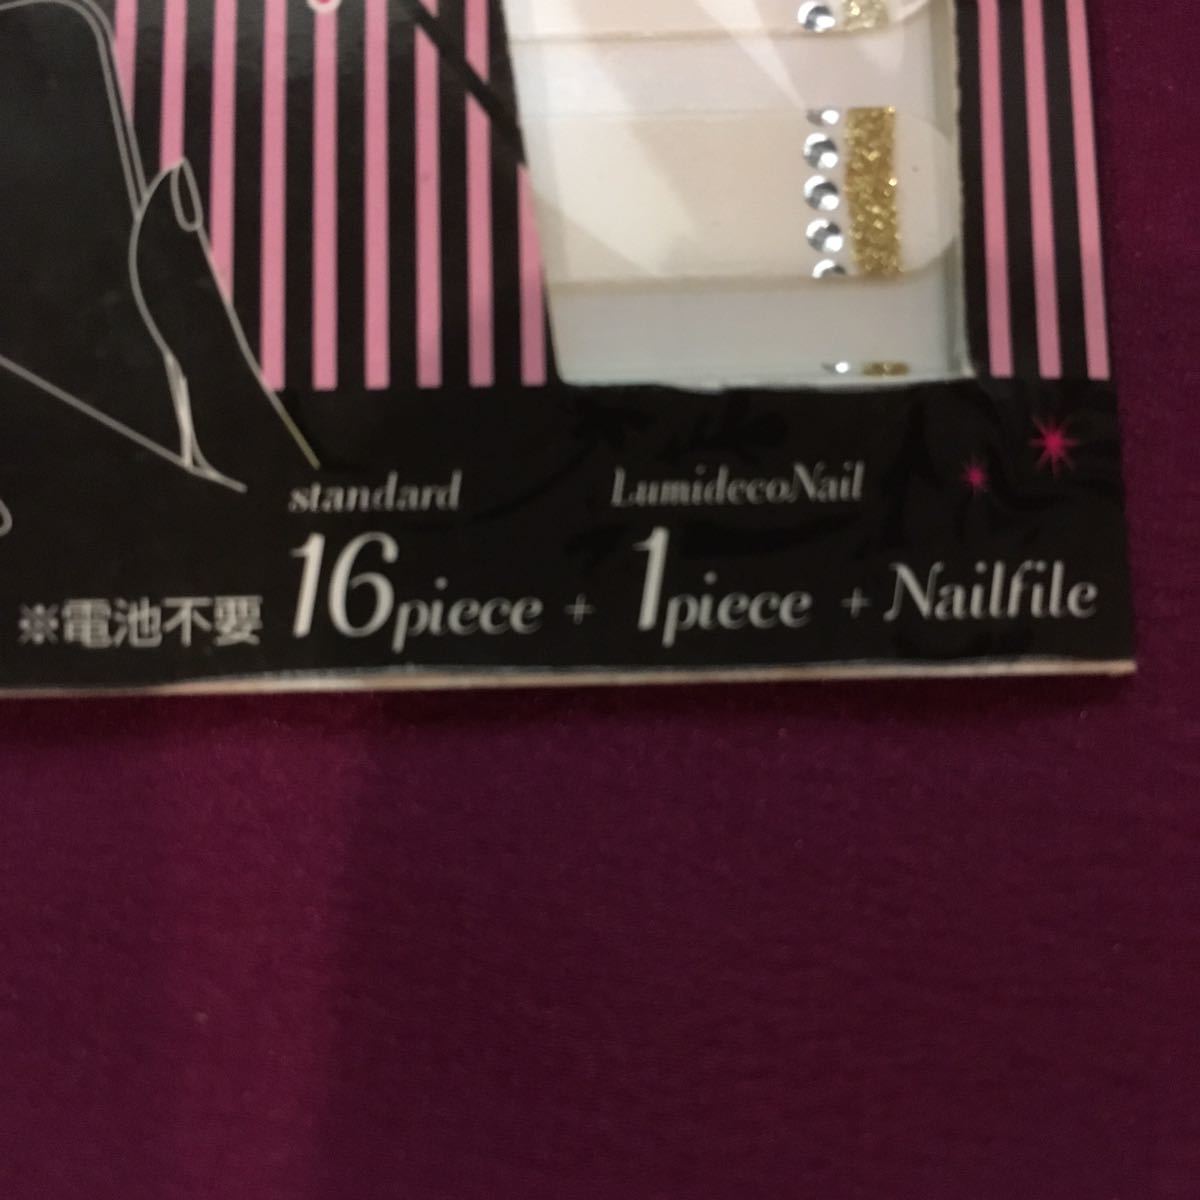 standard LumidecoNail
※電池不要 16piece + 1piece + Nailfile